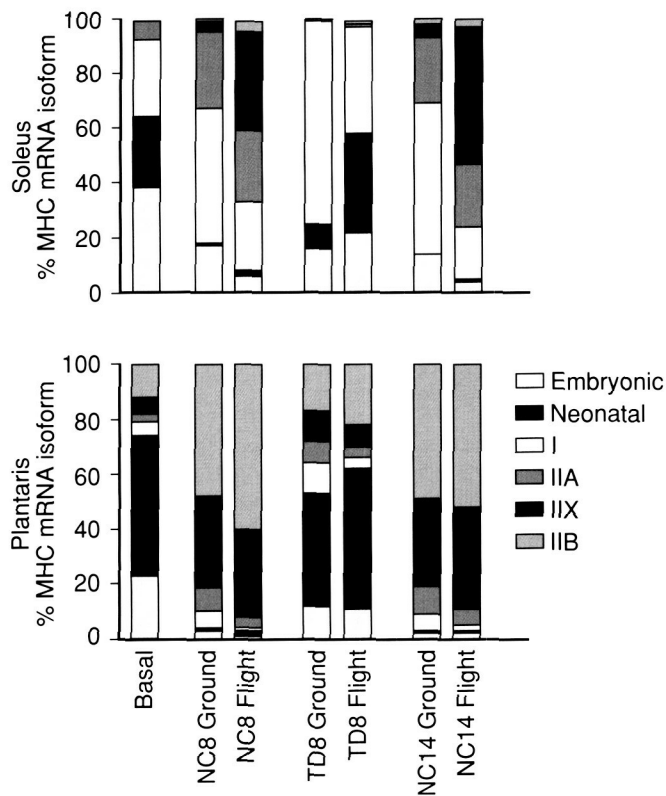 Soleus
% MHC mRNA isoform
100
80
60
40
20
0
Plantaris
% MHC mRNA isoform
100
80
60
40
20
0
Embryonic
Neonatal
I
IIA
IIX
IIB
Basal
NC8 Ground
NC8 Flight
TD8 Ground
TD8 Flight
NC14 Ground
NC14 Flight